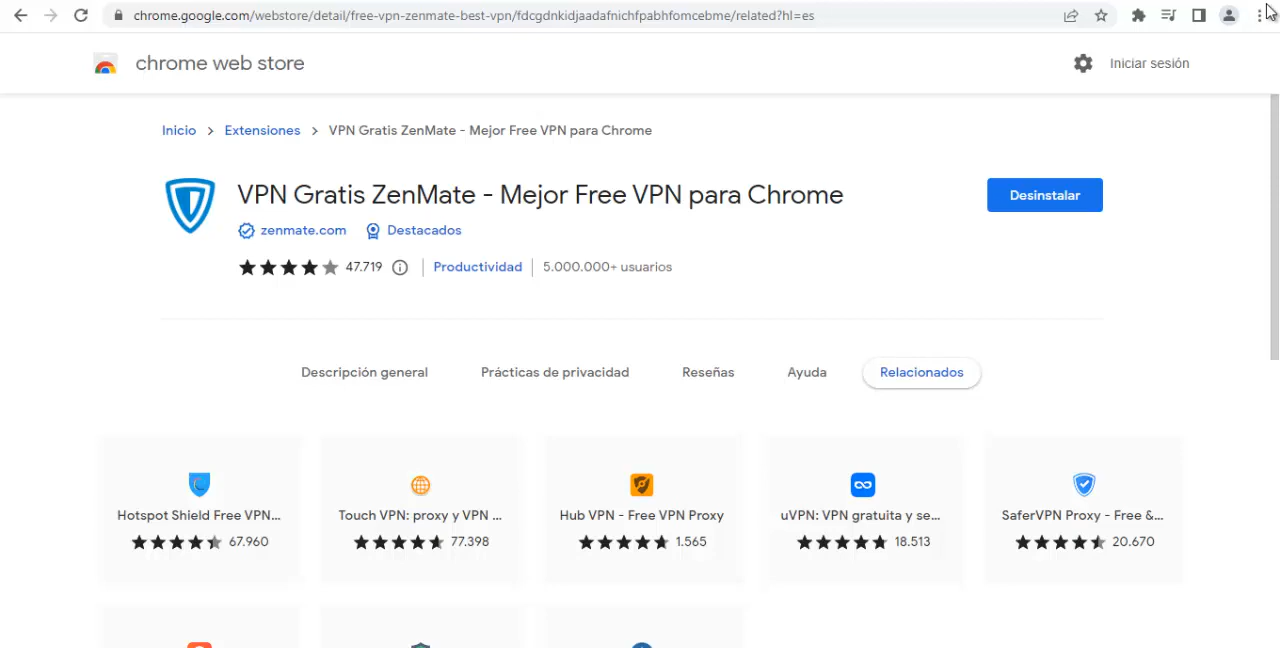 chrome.google.com/webstore/detail/free-vpn-zenmate-best-vpn/fdcgdnkidjaadafnichfpabhfomcebme/related?hl=es
chrome web store
Iniciar sesión
Inicio > Extensiones > VPN Gratis ZenMate - Mejor Free VPN para Chrome
VPN Gratis ZenMate - Mejor Free VPN para Chrome
Desinstalar
zenmate.com Destacados
47.719 Productividad 5.000.000+ usuarios
Descripción general Prácticas de privacidad Reseñas Ayuda Relacionados
Hotspot Shield Free VPN... Touch VPN: proxy y VPN ... Hub VPN - Free VPN Proxy uVPN: VPN gratuita y se... SaferVPN Proxy - Free &...
67.960 77.398 1.565 18.513 20.670